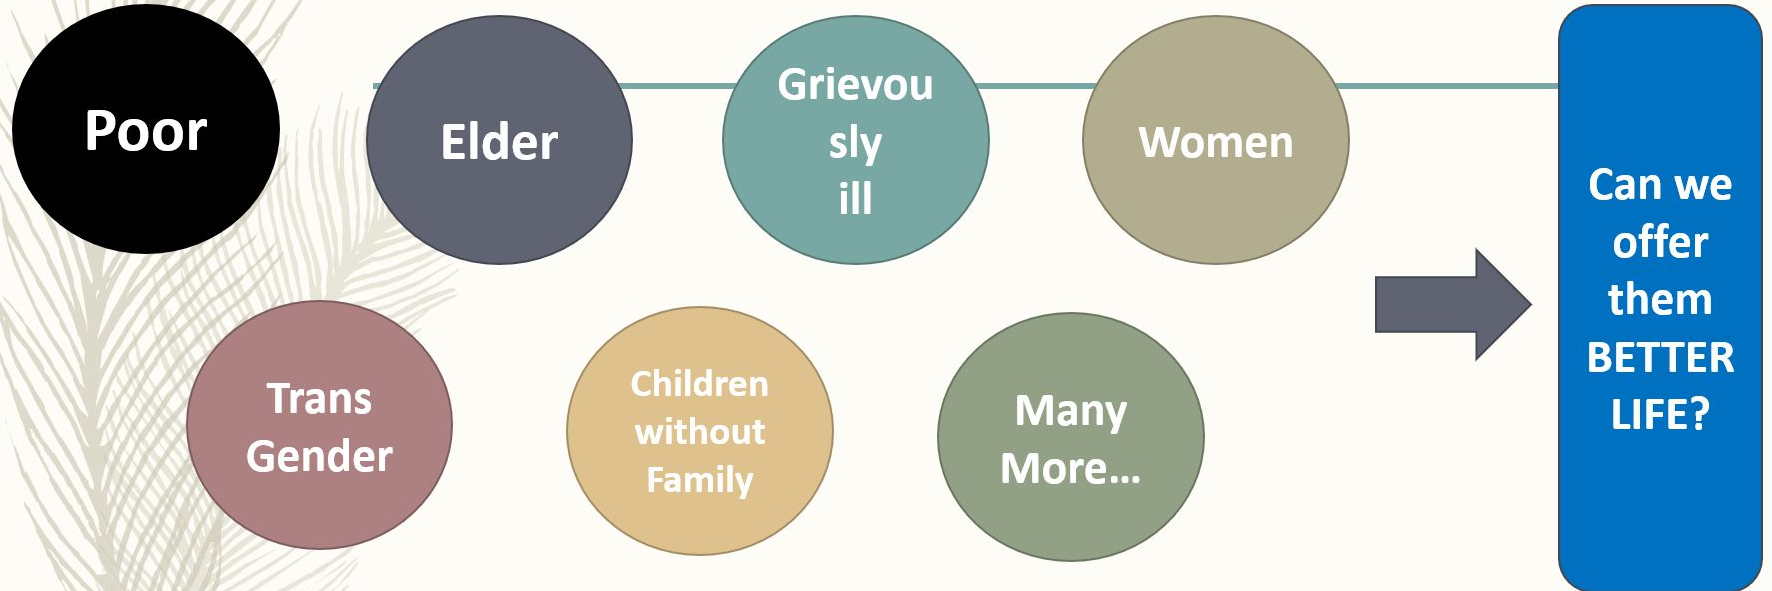 Poor
Elder
Grievou
sly
ill
Women
Trans
Gender
Children
without
Family
Many
More...
Can we
offer
them
BETTER
LIFE?